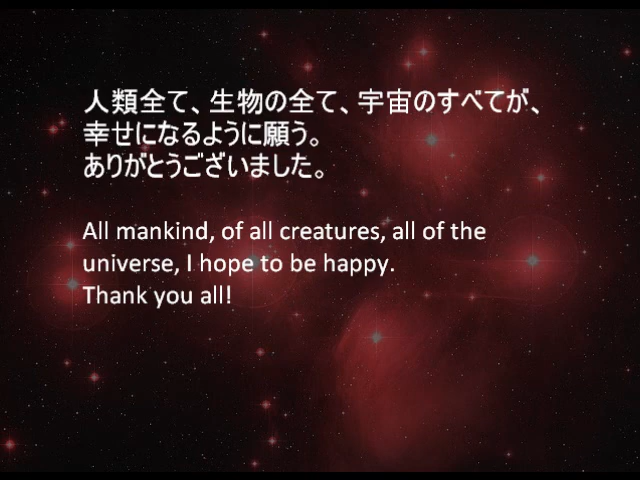 人類全て、生物の全て、宇宙のすべてが、
幸せになるように願う。
ありがとうございました。
All mankind, of all creatures, all of the
universe, I hope to be happy.
Thank you all!